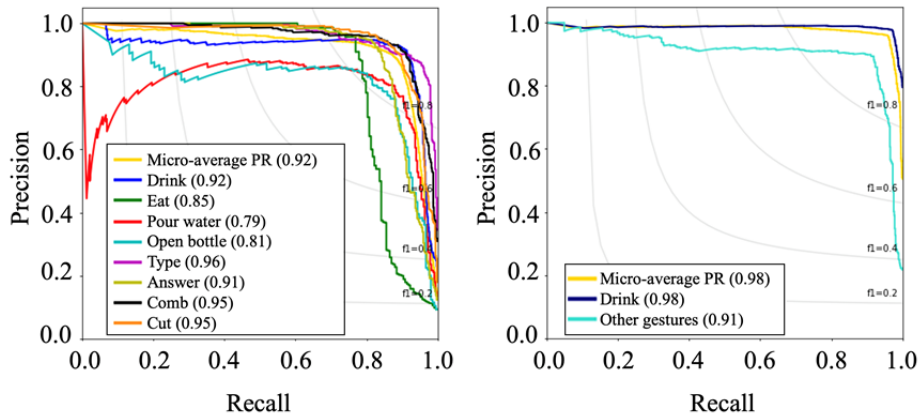 1.0
0.8
0.6
0.4
0.2
0.0
Precision
f1=0.8
f1=0.6
f1=0.4
f1=0.2
Micro-average PR (0.92)
Drink (0.92)
Eat (0.85)
Pour water (0.79)
Open bottle (0.81)
Type (0.96)
Answer (0.91)
Comb (0.95)
Cut (0.95)
0.0 0.2 0.4 0.6 0.8 1.0
Recall
1.0
0.8
0.6
0.4
0.2
0.0
Precision
f1=0.8
f1=0.6
f1=0.4
f1=0.2
Micro-average PR (0.98)
Drink (0.98)
Other gestures (0.91)
0.0 0.2 0.4 0.6 0.8 1.0
Recall